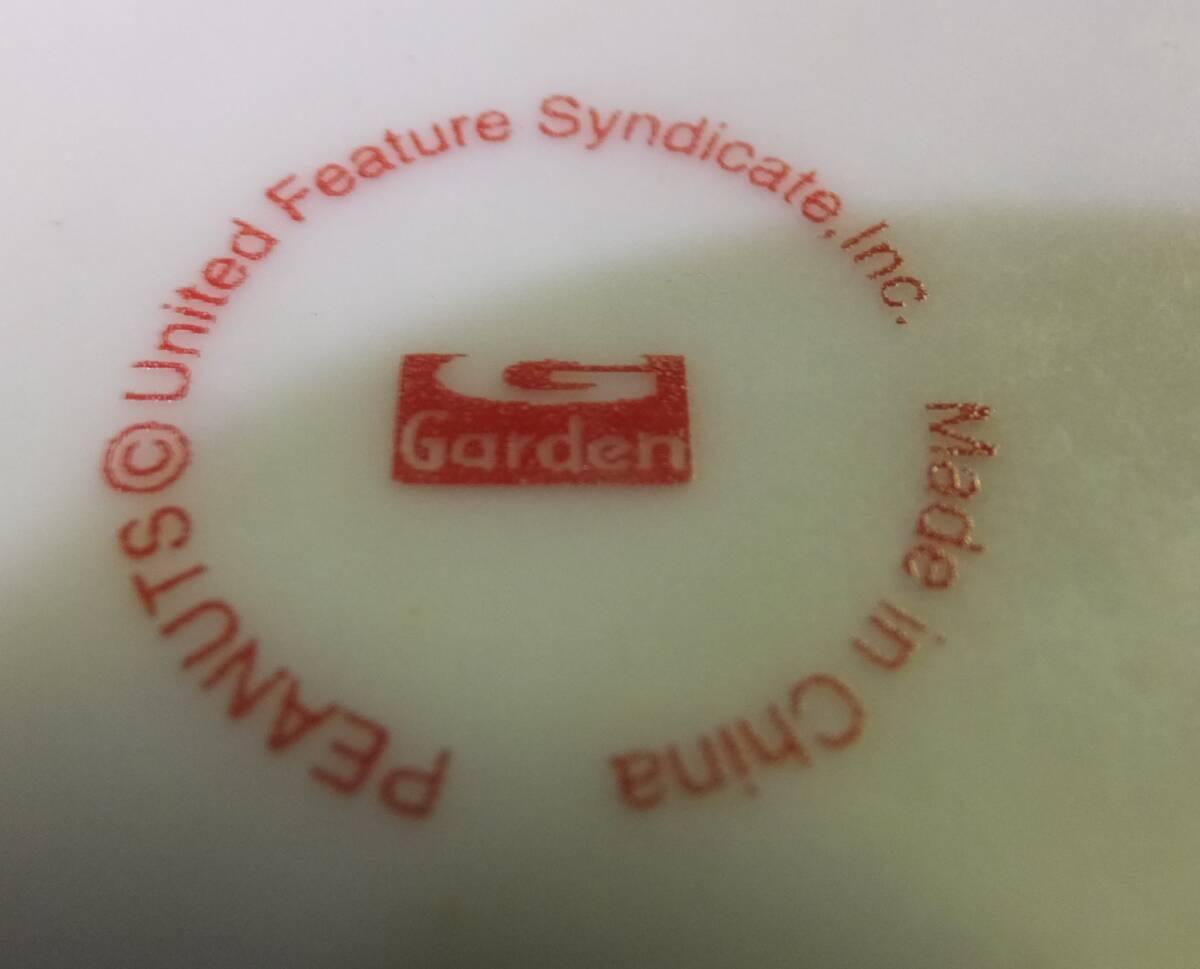 PEANUTS © United Feature Syndicate, Inc.
Made in China
G
Garden